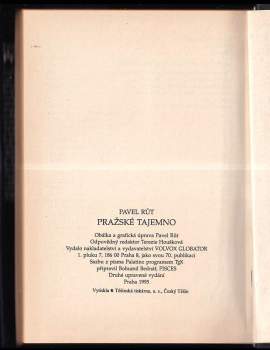 PAVEL RŮT
PRAŽSKÉ TAJEMNO
Obálka a grafická úprava Pavel Růt
Odpovědný redaktor Terezie Houšková
Vydalo nakladatelství a vydavatelství VOLVOX GLOBATOR
1. pluku 7, 186 00 Praha 8, jako svou 70. publikaci
Sazba z písma Palatino programem TeX
připravil Bohumil Bednář, PISCES
Druhé upravené vydání
Praha 1995
Vytiskla Těšínská tiskárna, a. s., Český Těšín